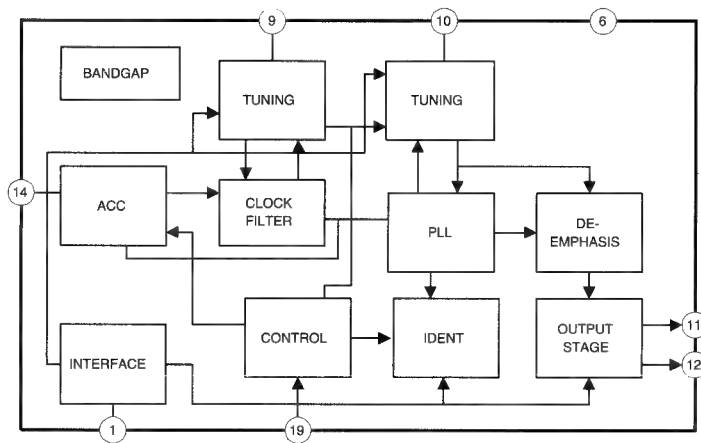 9
10
6
BANDGAP
TUNING
TUNING
14
ACC
CLOCK
FILTER
PLL
DE-
EMPHASIS
CONTROL
IDENT
OUTPUT
STAGE
11
INTERFACE
12
1
19